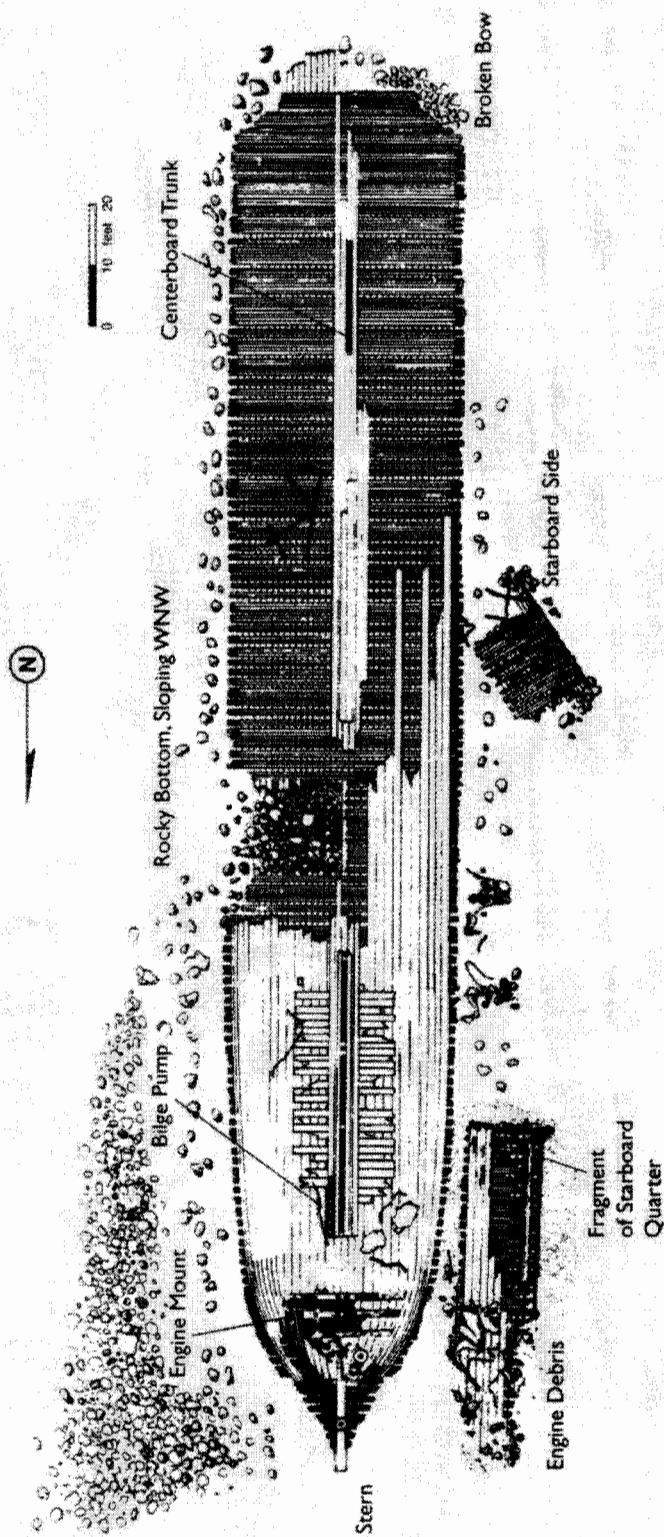 N
0 10 feet 20
Rocky Bottom, Sloping WNW
Centerboard Trunk
Bilge Pump
Engine Mount
Stern
Broken Bow
Starboard Side
Fragment
of Starboard
Quarter
Engine Debris